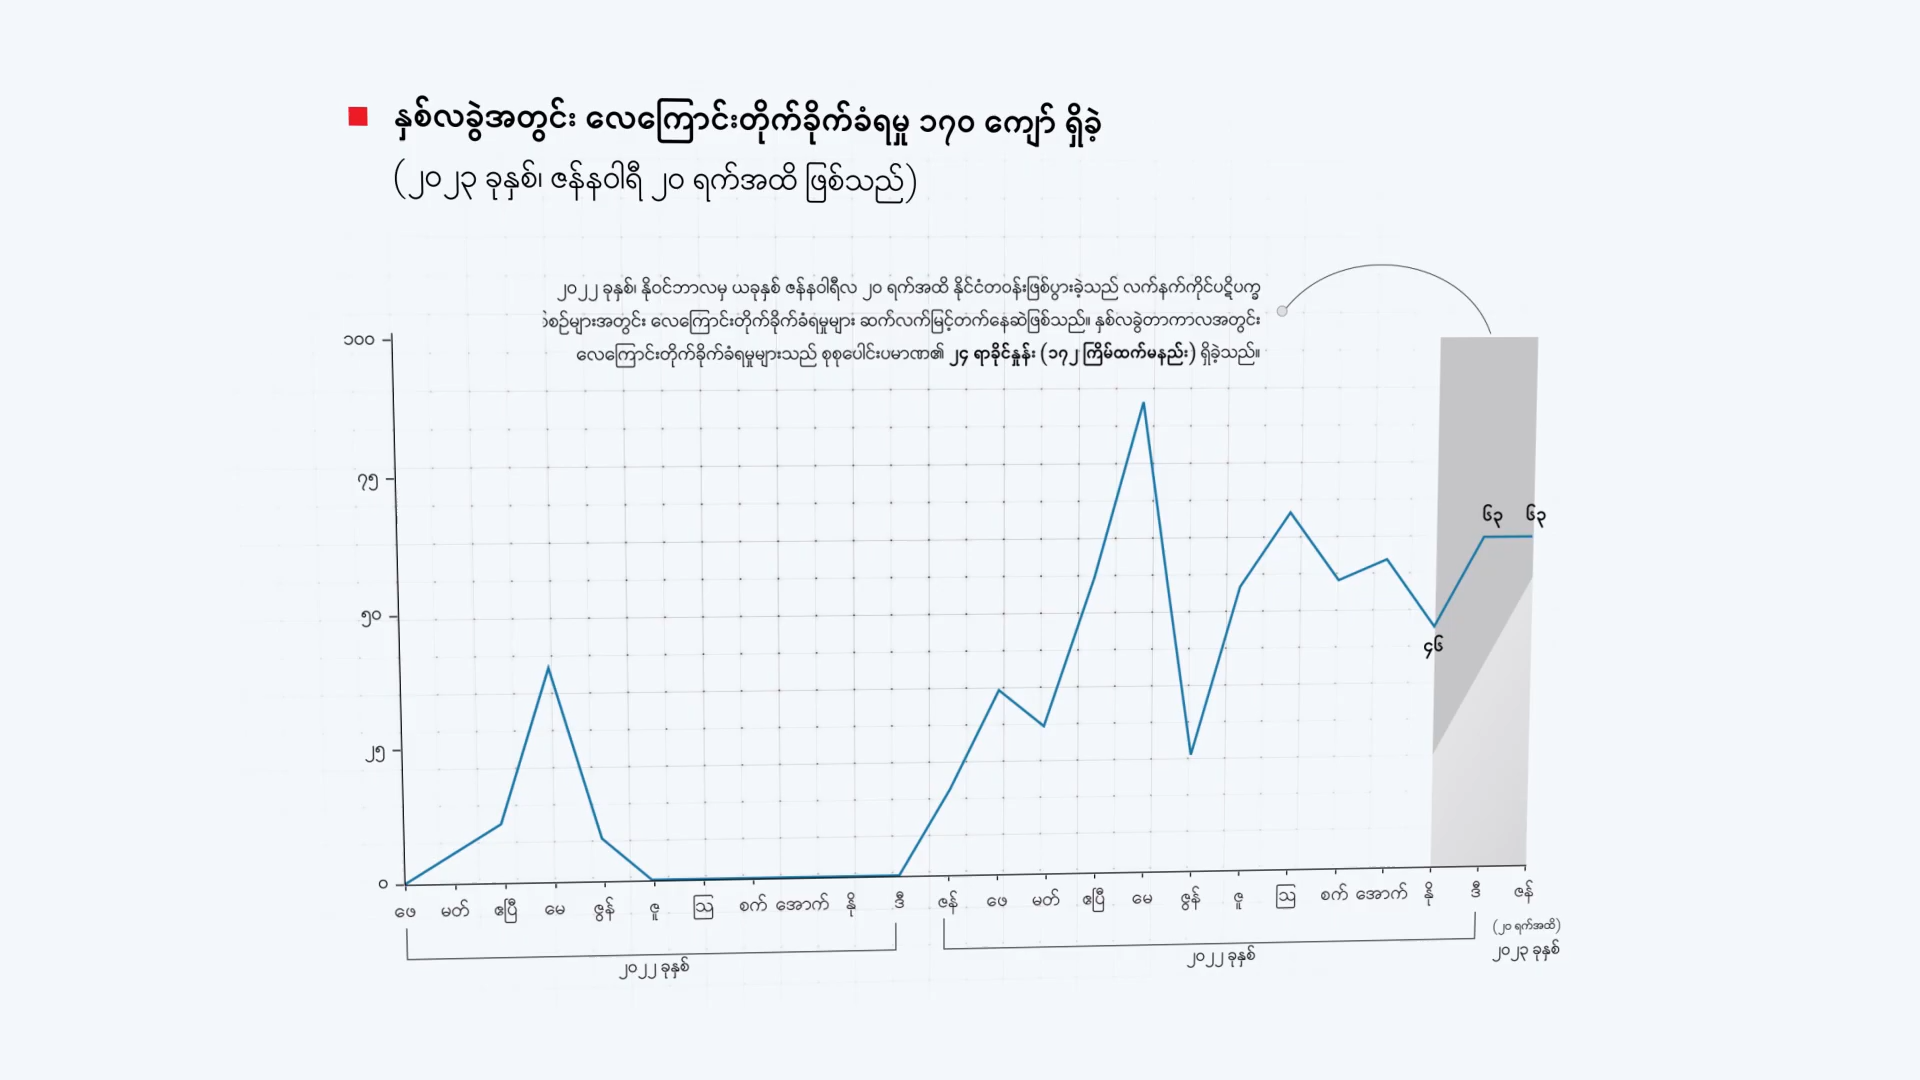 နှစ်လခွဲအတွင်း လေကြောင်းတိုက်ခိုက်ခံရမှု ၁၇၀ ကျော် ရှိခဲ့
(၂၀၂၃ ခုနှစ်၊ ဇန်နဝါရီ ၂၀ ရက်အထိ ဖြစ်သည်)
၂၀၂၂ ခုနှစ်၊ နိုဝင်ဘာလမှ ယခုနှစ် ဇန်နဝါရီလ ၂၀ ရက်အထိ နိုင်ငံတဝန်းဖြစ်ပွားခဲ့သည် လက်နက်ကိုင်ပဋိပက္ခ
ဲစဉ်များအတွင်း လေကြောင်းတိုက်ခိုက်ခံရမှုများ ဆက်လက်မြင့်တက်နေဆဲဖြစ်သည်။ နှစ်လခွဲတာကာလအတွင်း
လေကြောင်းတိုက်ခိုက်ခံရမှုများသည် စုစုပေါင်းပမာဏ၏ ၂၄ ရာခိုင်နှုန်း (၁၇၂ ကြိမ်ထက်မနည်း) ရှိခဲ့သည်။
၁၀၀
၇၅
၅၀
၂၅
၀
၆၃ ၆၃
၄၆
ဖေ မတ် ဧပြီ မေ ဇွန် ဇူ ဩ စက် အောက် နို ဒီ ဇန် ဖေ မတ် ဧပြီ မေ ဇွန် ဇူ ဩ စက် အောက် နို ဒီ ဇန်
(၂၀ ရက်အထိ)
၂၀၂၂ ခုနှစ် ၂၀၂၂ ခုနှစ် ၂၀၂၃ ခုနှစ်